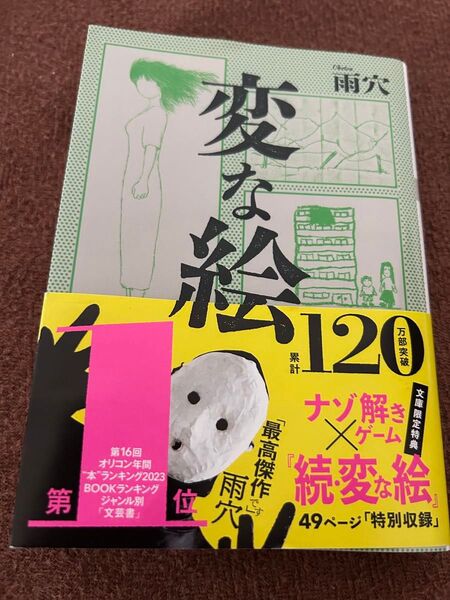 Uketsu
雨穴
変な絵
累計120万部突破
文庫限定特典
ナゾ解き
×ゲーム
『続・変な絵』
49ページ「特別収録」
「最高傑作
です」
雨穴
第1位
第16回
オリコン年間
"本"ランキング2023
BOOKランキング
ジャンル別
「文芸書」